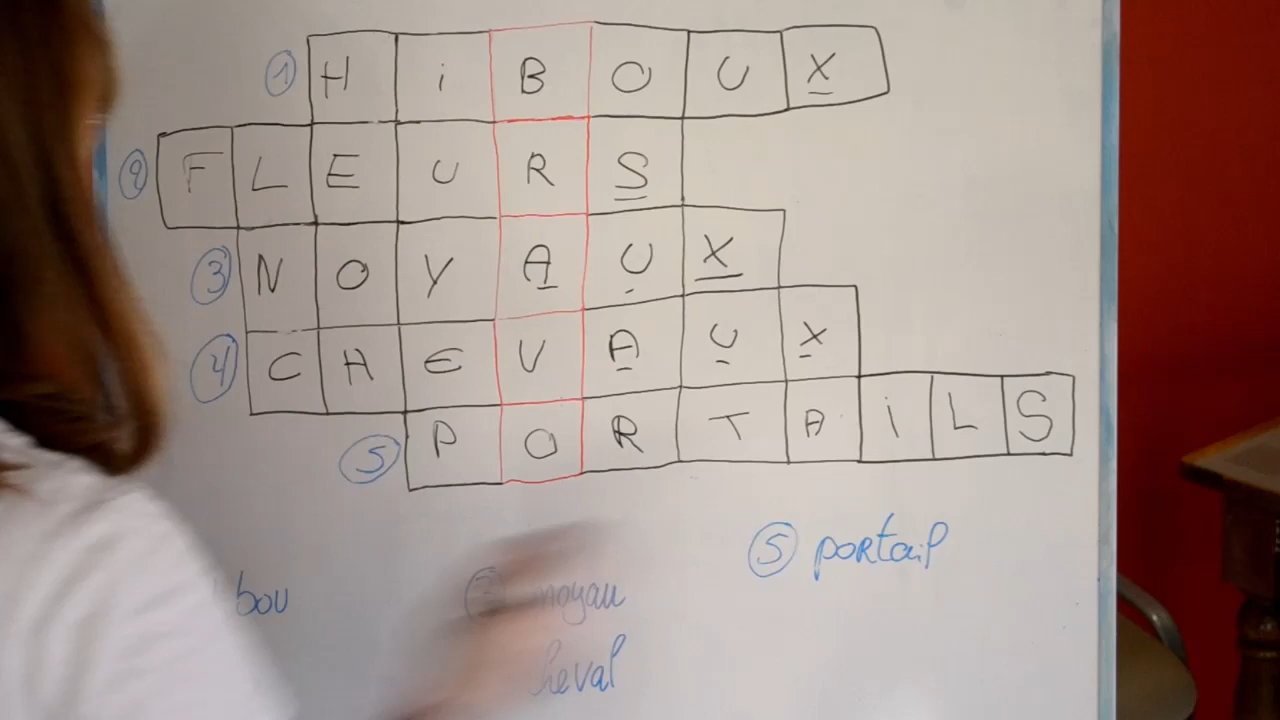 ① HiBOUX
② FLEURS
③ NOYAUX
④ CHEVAUX
⑤ PORTAiLS
⑤ portail
bou
noyau
heval